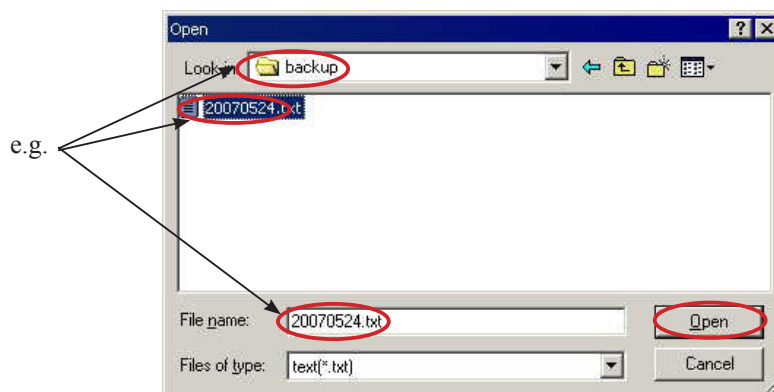 Open
Look in: backup
20070524.txt
e.g.
File name: 20070524.txt Open
Files of type: text(*.txt) Cancel